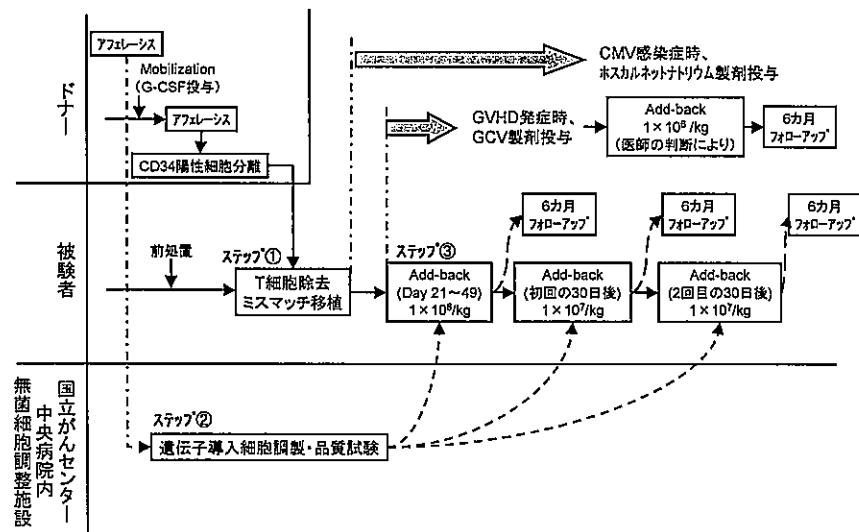 アフェレーシス
Mobilization
(G-CSF投与)
アフェレーシス
CD34陽性細胞分離
ドナー
CMV感染症時、
ホスカルネットナトリウム製剤投与
GVHD発症時、
GCV製剤投与
Add-back
1×10⁶/kg
(医師の判断により)
6カ月
フォローアップ
被験者
前処置
ステップ①
T細胞除去
ミスマッチ移植
ステップ③
Add-back
(Day 21~49)
1×10⁶/kg
6カ月
フォローアップ
Add-back
(初回の30日後)
1×10⁷/kg
6カ月
フォローアップ
Add-back
(2回目の30日後)
1×10⁷/kg
6カ月
フォローアップ
国立がんセンター
中央病院内
無菌細胞調整施設
ステップ②
遺伝子導入細胞調製・品質試験